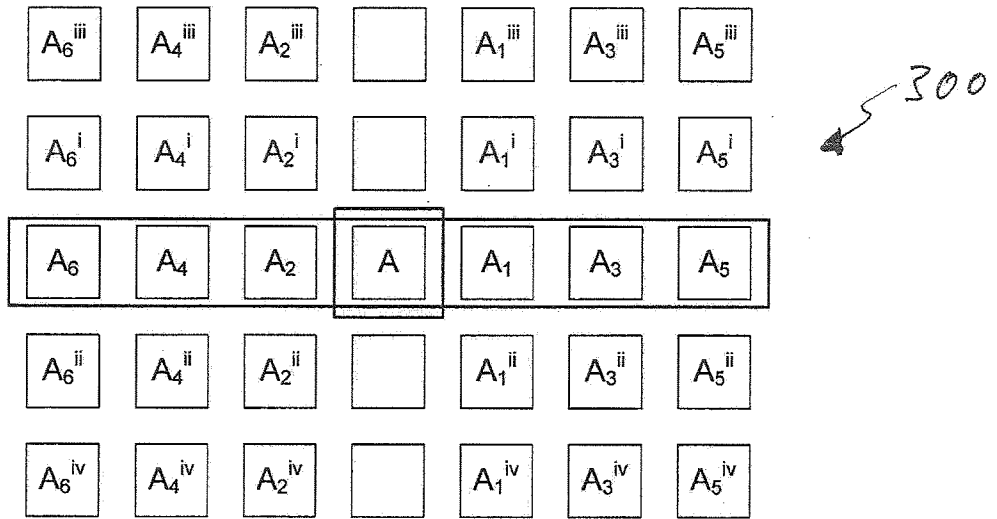 A₆ⁱⁱⁱ A₄ⁱⁱⁱ A₂ⁱⁱⁱ A₁ⁱⁱⁱ A₃ⁱⁱⁱ A₅ⁱⁱⁱ
300
A₆ⁱ A₄ⁱ A₂ⁱ A₁ⁱ A₃ⁱ A₅ⁱ
A₆ A₄ A₂ A A₁ A₃ A₅
A₆ⁱⁱ A₄ⁱⁱ A₂ⁱⁱ A₁ⁱⁱ A₃ⁱⁱ A₅ⁱⁱ
A₆ⁱᵛ A₄ⁱᵛ A₂ⁱᵛ A₁ⁱᵛ A₃ⁱᵛ A₅ⁱᵛ